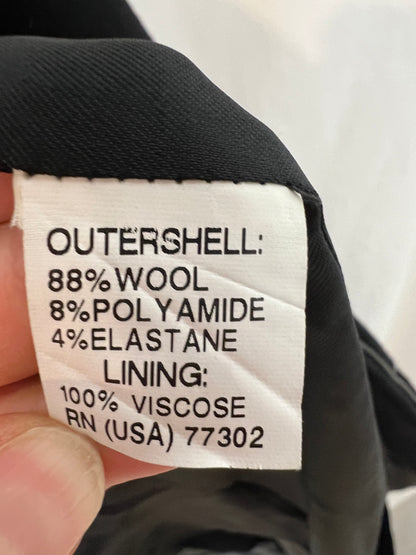 OUTERSHELL:
88% WOOL
8% POLYAMIDE
4% ELASTANE
LINING:
100% VISCOSE
RN (USA) 77302